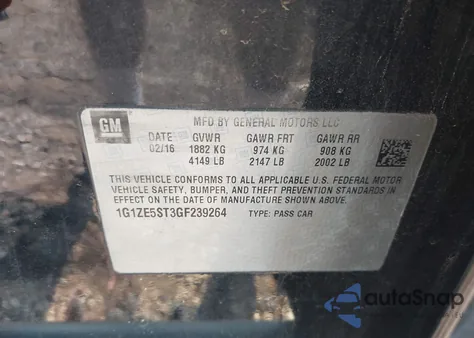 GM
MFD BY GENERAL MOTORS LLC
DATE GVWR GAWR FRT GAWR RR
02/16 1882 KG 974 KG 908 KG
4149 LB 2147 LB 2002 LB
THIS VEHICLE CONFORMS TO ALL APPLICABLE U.S. FEDERAL MOTOR
VEHICLE SAFETY, BUMPER, AND THEFT PREVENTION STANDARDS IN
EFFECT ON THE DATE OF MANUFACTURE SHOWN ABOVE.
1G1ZE5ST3GF239264 TYPE: PASS CAR
autoSnap